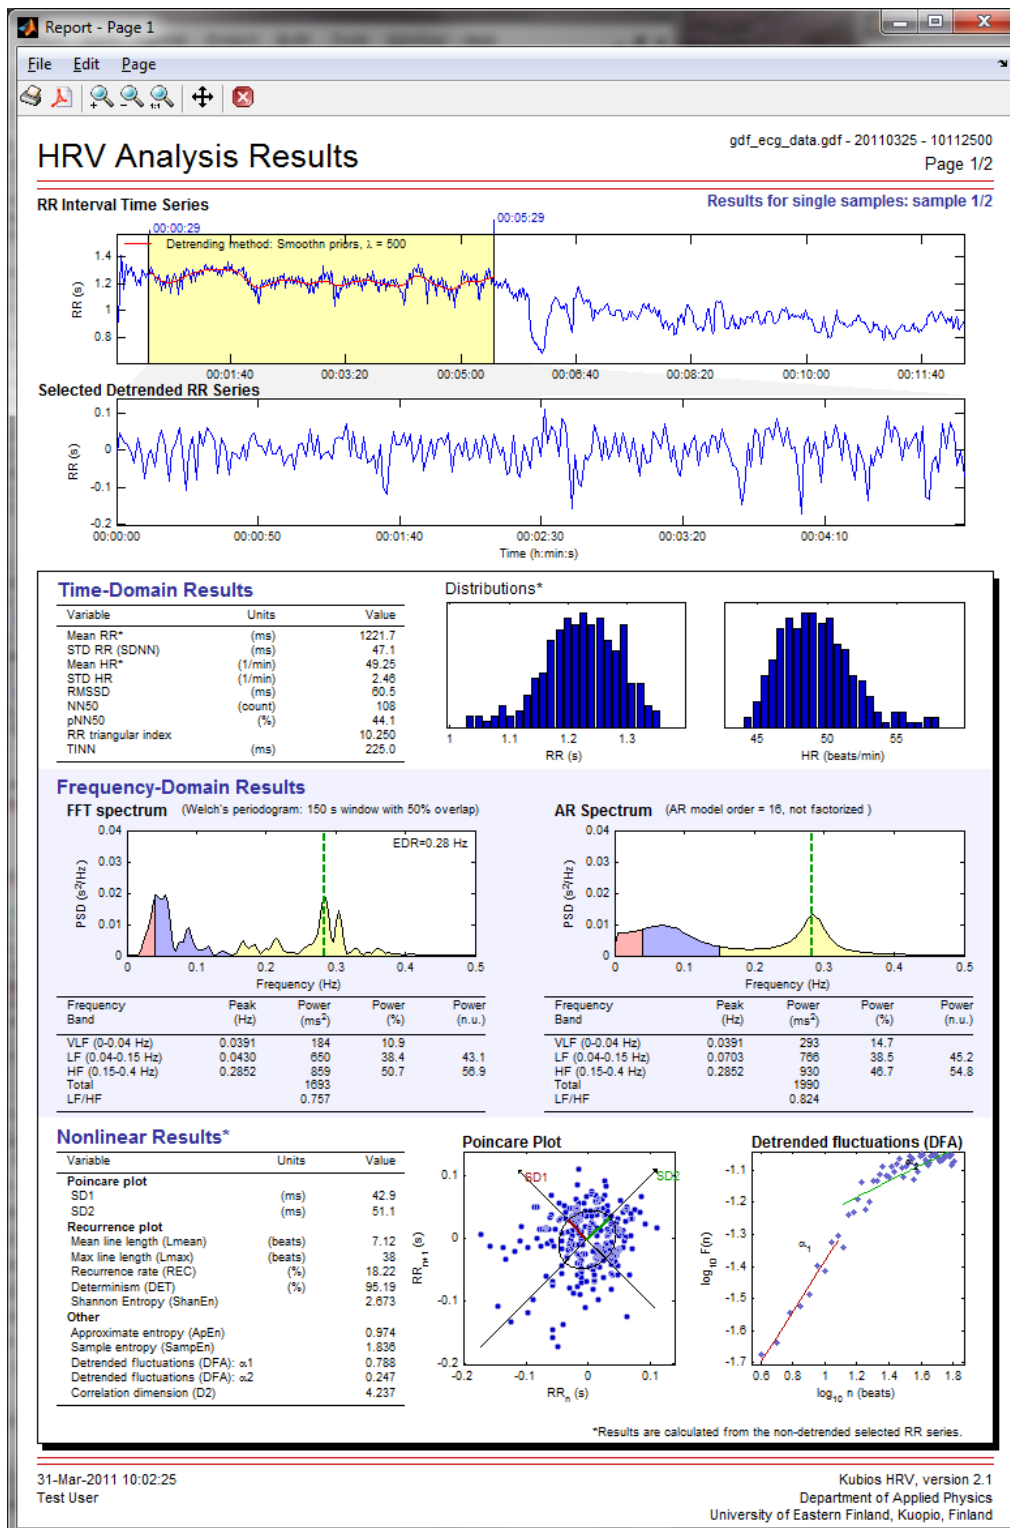 Report - Page 1
File Edit Page
HRV Analysis Results
gdf_ecg_data.gdf - 20110325 - 10112500
Page 1/2
RR Interval Time Series
Results for single samples: sample 1/2
00:00:29
00:05:29
Detrending method: Smoothn priors, λ = 500
1.4
1.2
1
0.8
RR (s)
00:01:40 00:03:20 00:05:00 00:06:40 00:08:20 00:10:00 00:11:40
Selected Detrended RR Series
0.1
0
-0.1
-0.2
RR (s)
00:00:00 00:00:50 00:01:40 00:02:30 00:03:20 00:04:10
Time (h:min:s)
Time-Domain Results
Variable Units Value
Mean RR* (ms) 1221.7
STD RR (SDNN) (ms) 47.1
Mean HR* (1/min) 49.25
STD HR (1/min) 2.46
RMSSD (ms) 60.5
NN50 (count) 108
pNN50 (%) 44.1
RR triangular index 10.250
TINN (ms) 225.0
Distributions*
1 1.1 1.2 1.3
RR (s)
45 50 55
HR (beats/min)
Frequency-Domain Results
FFT spectrum (Welch's periodogram: 150 s window with 50% overlap)
0.04
0.03
0.02
0.01
0
PSD (s²/Hz)
EDR=0.28 Hz
0 0.1 0.2 0.3 0.4 0.5
Frequency (Hz)
AR Spectrum (AR model order = 16, not factorized )
0.04
0.03
0.02
0.01
0
PSD (s²/Hz)
0 0.1 0.2 0.3 0.4 0.5
Frequency (Hz)
Frequency Peak Power Power Power
Band (Hz) (ms²) (%) (n.u.)
VLF (0-0.04 Hz) 0.0391 184 10.9
LF (0.04-0.15 Hz) 0.0430 650 38.4 43.1
HF (0.15-0.4 Hz) 0.2852 859 50.7 56.9
Total 1693
LF/HF 0.757
Frequency Peak Power Power Power
Band (Hz) (ms²) (%) (n.u.)
VLF (0-0.04 Hz) 0.0391 293 14.7
LF (0.04-0.15 Hz) 0.0703 766 38.5 45.2
HF (0.15-0.4 Hz) 0.2852 930 46.7 54.8
Total 1990
LF/HF 0.824
Nonlinear Results*
Variable Units Value
Poincare plot
SD1 (ms) 42.9
SD2 (ms) 51.1
Recurrence plot
Mean line length (Lmean) (beats) 7.12
Max line length (Lmax) (beats) 38
Recurrence rate (REC) (%) 18.22
Determinism (DET) (%) 95.19
Shannon Entropy (ShanEn) 2.673
Other
Approximate entropy (ApEn) 0.974
Sample entropy (SampEn) 1.836
Detrended fluctuations (DFA): α1 0.788
Detrended fluctuations (DFA): α2 0.247
Correlation dimension (D2) 4.237
Poincare Plot
SD1
SD2
0.1
0
-0.1
-0.2
RRₙ₊₁ (s)
-0.2 -0.1 0 0.1
RRₙ (s)
Detrended fluctuations (DFA)
-1.1
-1.2
-1.3
-1.4
-1.5
-1.6
-1.7
log₁₀ F(n)
α₁
0.6 0.8 1 1.2 1.4 1.6 1.8
log₁₀ n (beats)
*Results are calculated from the non-detrended selected RR series.
31-Mar-2011 10:02:25
Test User
Kubios HRV, version 2.1
Department of Applied Physics
University of Eastern Finland, Kuopio, Finland